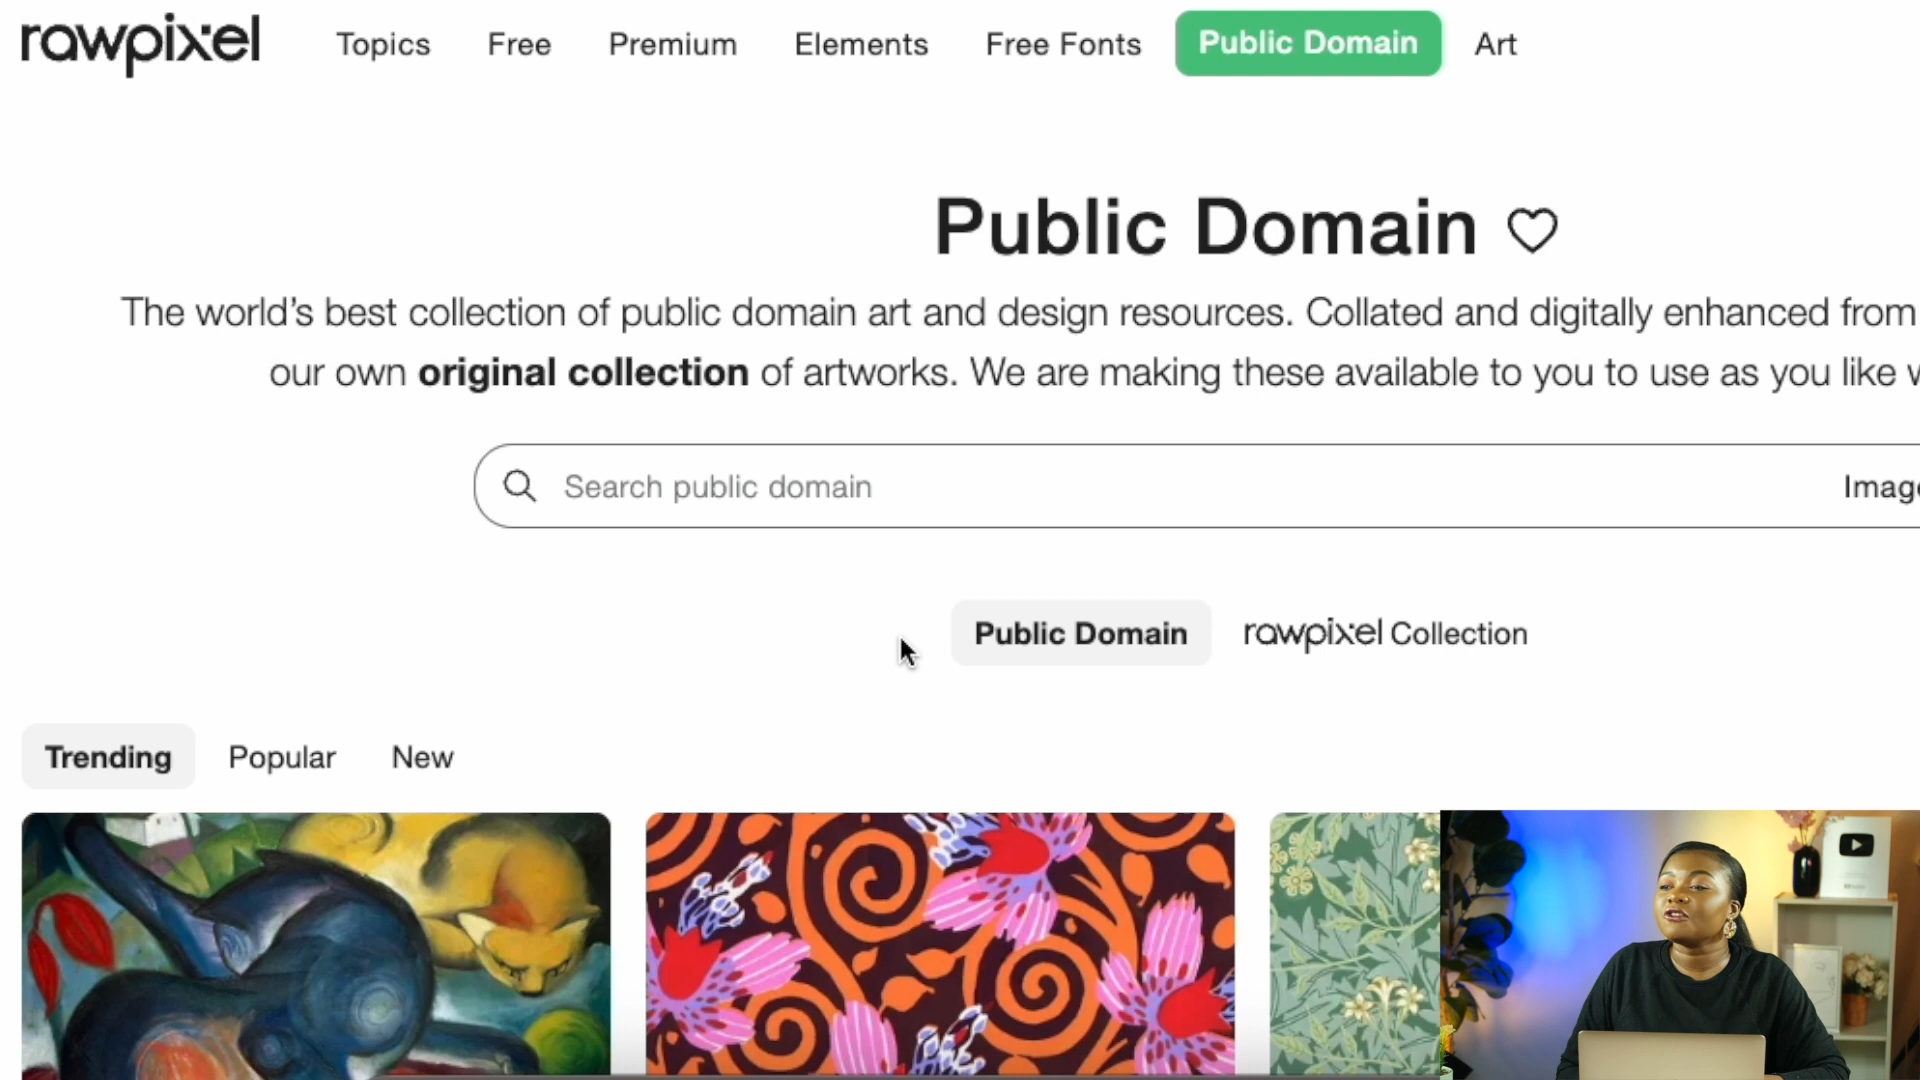 rawpixel Topics Free Premium Elements Free Fonts Public Domain Art
Public Domain
The world's best collection of public domain art and design resources. Collated and digitally enhanced from
our own original collection of artworks. We are making these available to you to use as you like
Search public domain
Public Domain rawpixel Collection
Trending Popular New